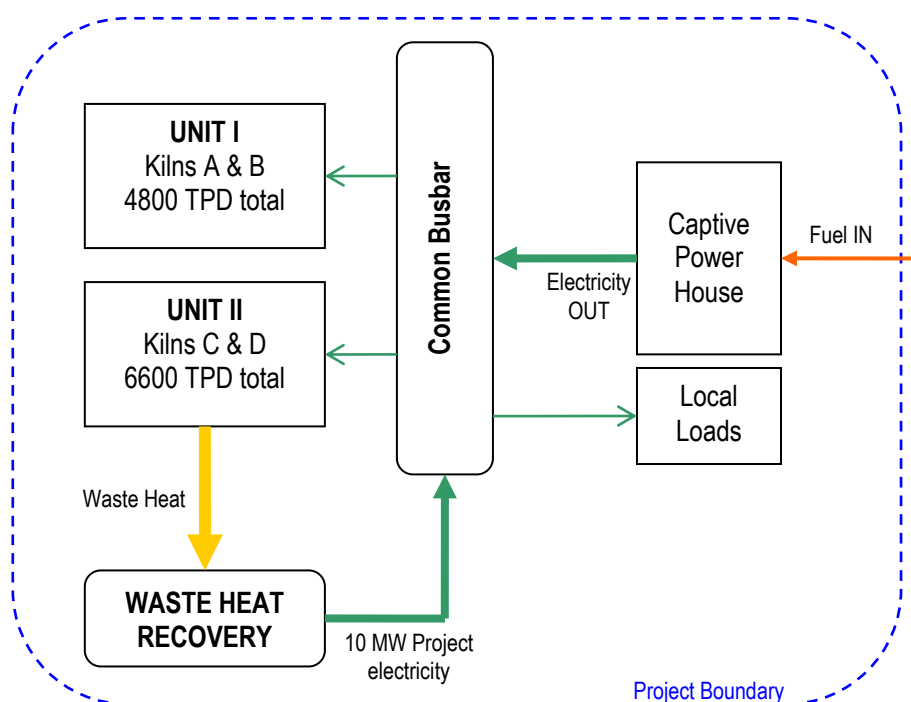 UNIT I
Kilns A & B
4800 TPD total
Common Busbar
Captive
Power
House
Fuel IN
Electricity
OUT
UNIT II
Kilns C & D
6600 TPD total
Local
Loads
Waste Heat
WASTE HEAT
RECOVERY
10 MW Project
electricity
Project Boundary